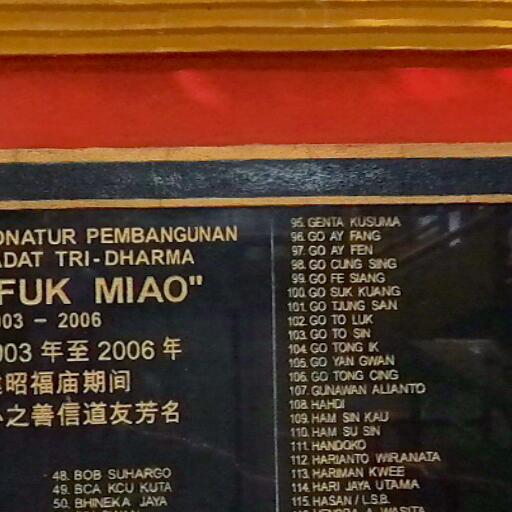 ONATUR PEMBANGUNAN
ADAT TRI-DHARMA
FUK MIAO"
003 - 2006
003 年至 2006 年
昭福庙期间
之善信道友芳名
48. BOB SUHARGO
49. BCA KCU KUTA
50. BHINEKA JAYA
95. GENTA KUSUMA
96. GO AY FANG
97. GO AY FEN
98. GO CUNG SING
99. GO FE SIANG
100. GO SUK KUANG
101. GO TJUNG SAN
102. GO TO LUK
103. GO TO SIN
104. GO TONG IK
105. GO YAN GWAN
106. GO TONG CING
107. GUNAWAN ALIANTO
108. HAHDI
109. HAM SIN KAU
110. HAM SU SIN
111. HANDOKO
112. HARIANTO WIRANATA
113. HARIMAN KWEE
114. HARI JAYA UTAMA
115. HASAN / L.S.B.